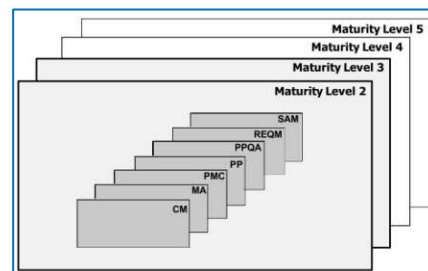 Maturity Level 5
Maturity Level 4
Maturity Level 3
Maturity Level 2
SAM
REQM
PPQA
PP
PMC
MA
CM